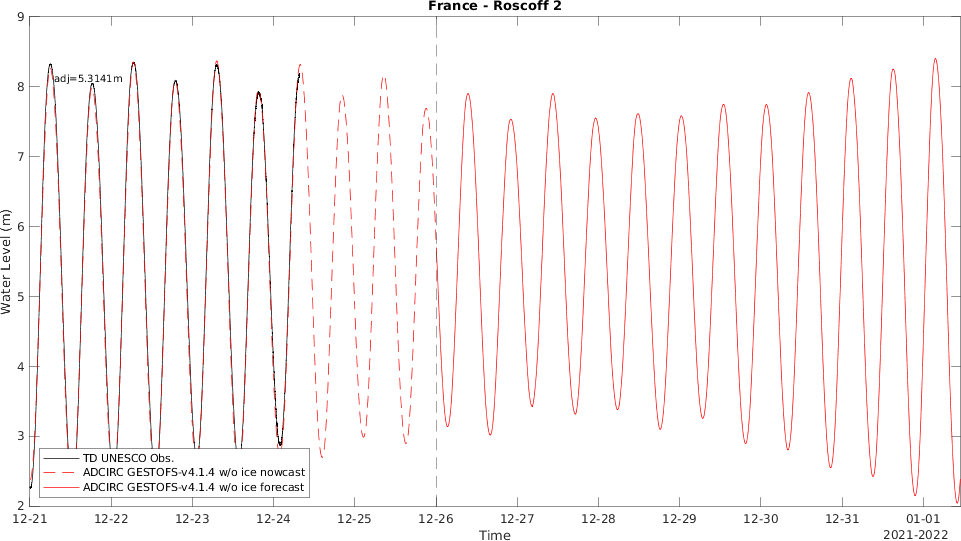 France - Roscoff 2
9
8
7
6
5
4
3
2
Water Level (m)
adj=5.3141m
TD UNESCO Obs.
ADCIRC GESTOFS-v4.1.4 w/o ice nowcast
ADCIRC GESTOFS-v4.1.4 w/o ice forecast
12-21 12-22 12-23 12-24 12-25 12-26 12-27 12-28 12-29 12-30 12-31 01-01
Time
2021-2022